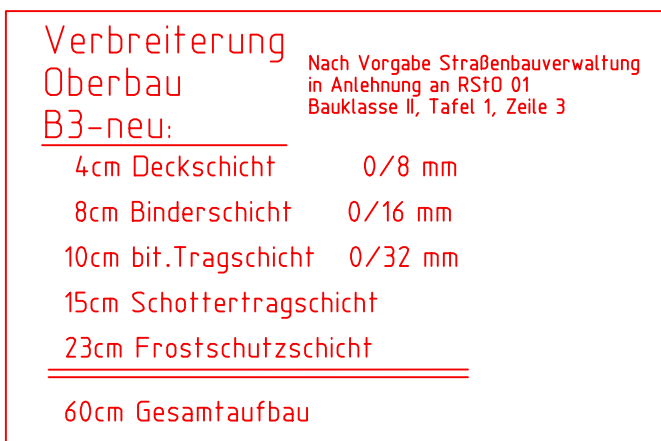 Verbreiterung
Oberbau
B3-neu:
Nach Vorgabe Straßenbauverwaltung
in Anlehnung an RStO 01
Bauklasse II, Tafel 1, Zeile 3
4cm Deckschicht 0/8 mm
8cm Binderschicht 0/16 mm
10cm bit.Tragschicht 0/32 mm
15cm Schottertragschicht
23cm Frostschutzschicht
60cm Gesamtaufbau